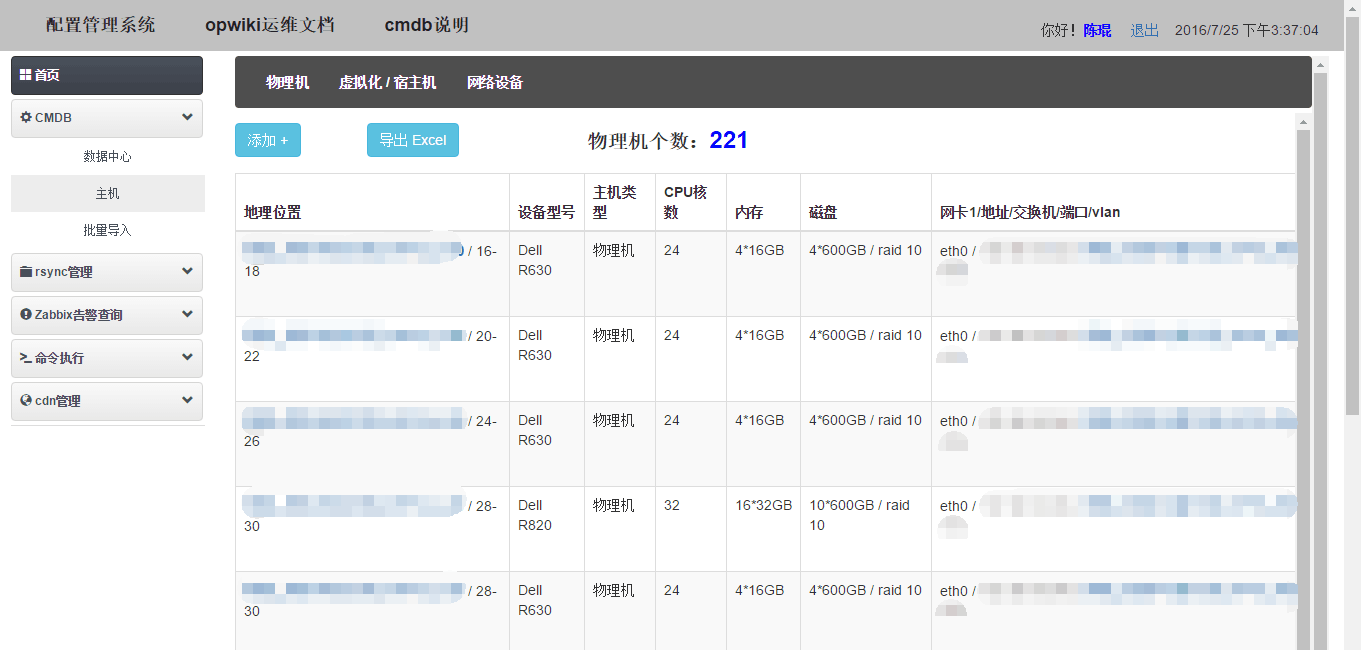 配置管理系统 opwiki运维文档 cmdb说明
你好！陈琨 退出 2016/7/25 下午3:37:04
首页
CMDB
数据中心
主机
批量导入
rsync管理
Zabbix告警查询
命令执行
cdn管理
物理机 虚拟化 / 宿主机 网络设备
添加 + 导出 Excel 物理机个数：221
地理位置 设备型号 主机类型 CPU核数 内存 磁盘 网卡1/地址/交换机/端口/vlan
/ 16-18 Dell R630 物理机 24 4*16GB 4*600GB / raid 10 eth0 /
/ 20-22 Dell R630 物理机 24 4*16GB 4*600GB / raid 10 eth0 /
/ 24-26 Dell R630 物理机 24 4*16GB 4*600GB / raid 10 eth0 /
/ 28-30 Dell R820 物理机 32 16*32GB 10*600GB / raid 10 eth0 /
/ 28-30 Dell R630 物理机 24 4*16GB 4*600GB / raid 10 eth0 /